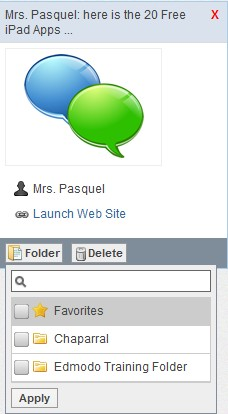 Mrs. Pasquel: here is the 20 Free X
iPad Apps ...
Mrs. Pasquel
Launch Web Site
Folder Delete
Favorites
Chaparral
Edmodo Training Folder
Apply